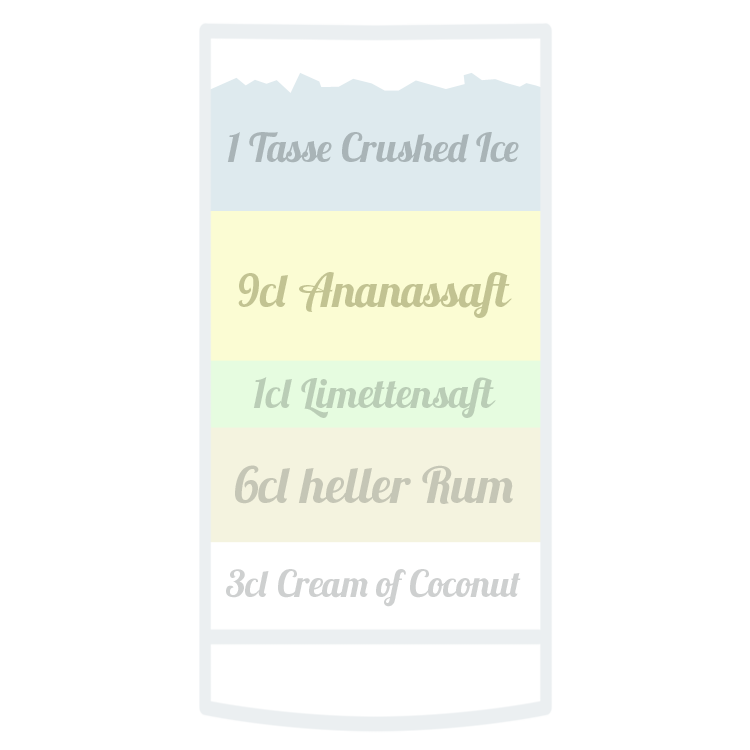 1 Tasse Crushed Ice
9cl Ananassaft
1cl Limettensaft
6cl heller Rum
3cl Cream of Coconut